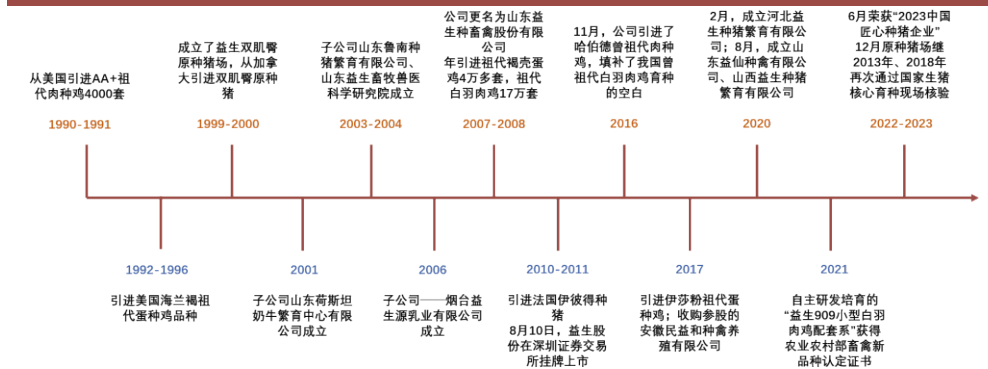 从美国引进AA+祖
代肉种鸡4000套
1990-1991
成立了益生双肌臀
原种猪场，从加拿
大引进双肌臀原种
猪
1999-2000
子公司山东鲁南种
猪繁育有限公司、
山东益生畜牧兽医
科学研究院成立
2003-2004
公司更名为山东益
生种畜禽股份有限
公司
年引进祖代褐壳蛋
鸡4万多套，祖代
白羽肉鸡17万套
2007-2008
11月，公司引进了
哈伯德曾祖代肉种
鸡，填补了我国曾
祖代白羽肉鸡育种
的空白
2016
2月，成立河北益
生种猪繁育有限公
司；8月，成立山
东益仙种禽有限公
司、山西益生种猪
繁育有限公司
2020
6月荣获“2023中国
匠心种猪企业”
12月原种猪场继
2013年、2018年
再次通过国家生猪
核心育种现场核验
2022-2023
1992-1996
引进美国海兰褐祖
代蛋种鸡品种
2001
子公司山东荷斯坦
奶牛繁育中心有限
公司成立
2006
子公司——烟台益
生源乳业有限公司
成立
2010-2011
引进法国伊彼得种
猪
8月10日，益生股
份在深圳证券交易
所挂牌上市
2017
引进伊莎粉祖代蛋
种鸡；收购参股的
安徽民益和种禽养
殖有限公司
2021
自主研发培育的
“益生909小型白羽
肉鸡配套系”获得
农业农村部畜禽新
品种认定证书